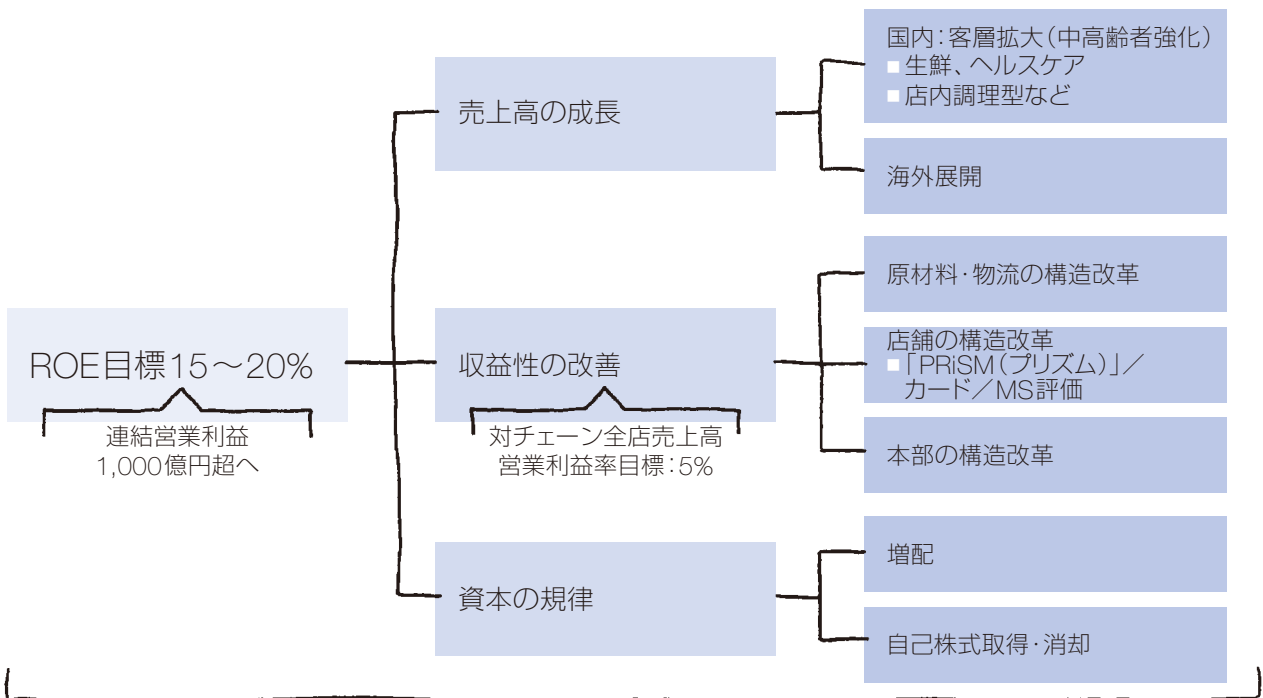 ROE目標15〜20%
連結営業利益
1,000億円超へ
売上高の成長
国内：客層拡大（中高齢者強化）
■生鮮、ヘルスケア
■店内調理型など
海外展開
収益性の改善
対チェーン全店売上高
営業利益率目標：5%
原材料・物流の構造改革
店舗の構造改革
■「PRiSM（プリズム）」／
カード／MS評価
本部の構造改革
資本の規律
増配
自己株式取得・消却